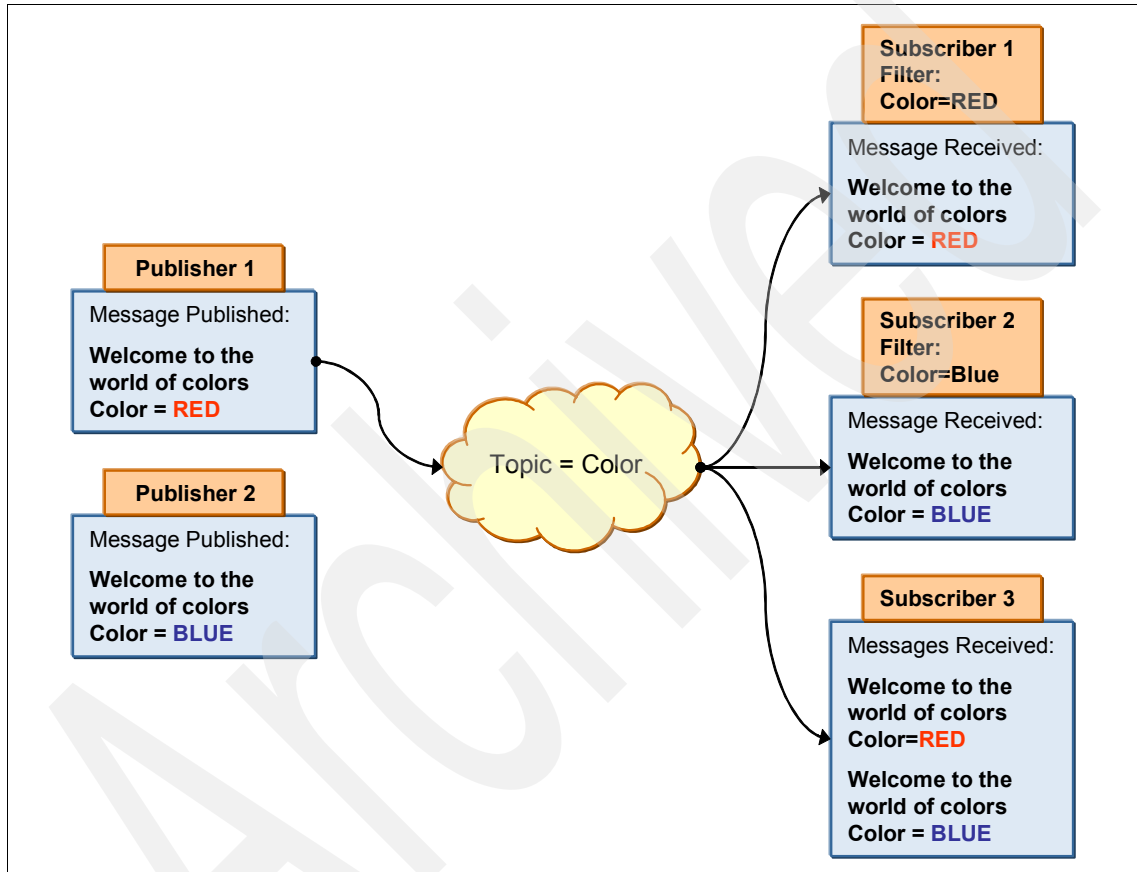 Publisher 1
Message Published:
Welcome to the
world of colors
Color = RED
Publisher 2
Message Published:
Welcome to the
world of colors
Color = BLUE
Topic = Color
Subscriber 1
Filter:
Color=RED
Message Received:
Welcome to the
world of colors
Color = RED
Subscriber 2
Filter:
Color=Blue
Message Received:
Welcome to the
world of colors
Color = BLUE
Subscriber 3
Messages Received:
Welcome to the
world of colors
Color=RED
Welcome to the
world of colors
Color = BLUE
Archived